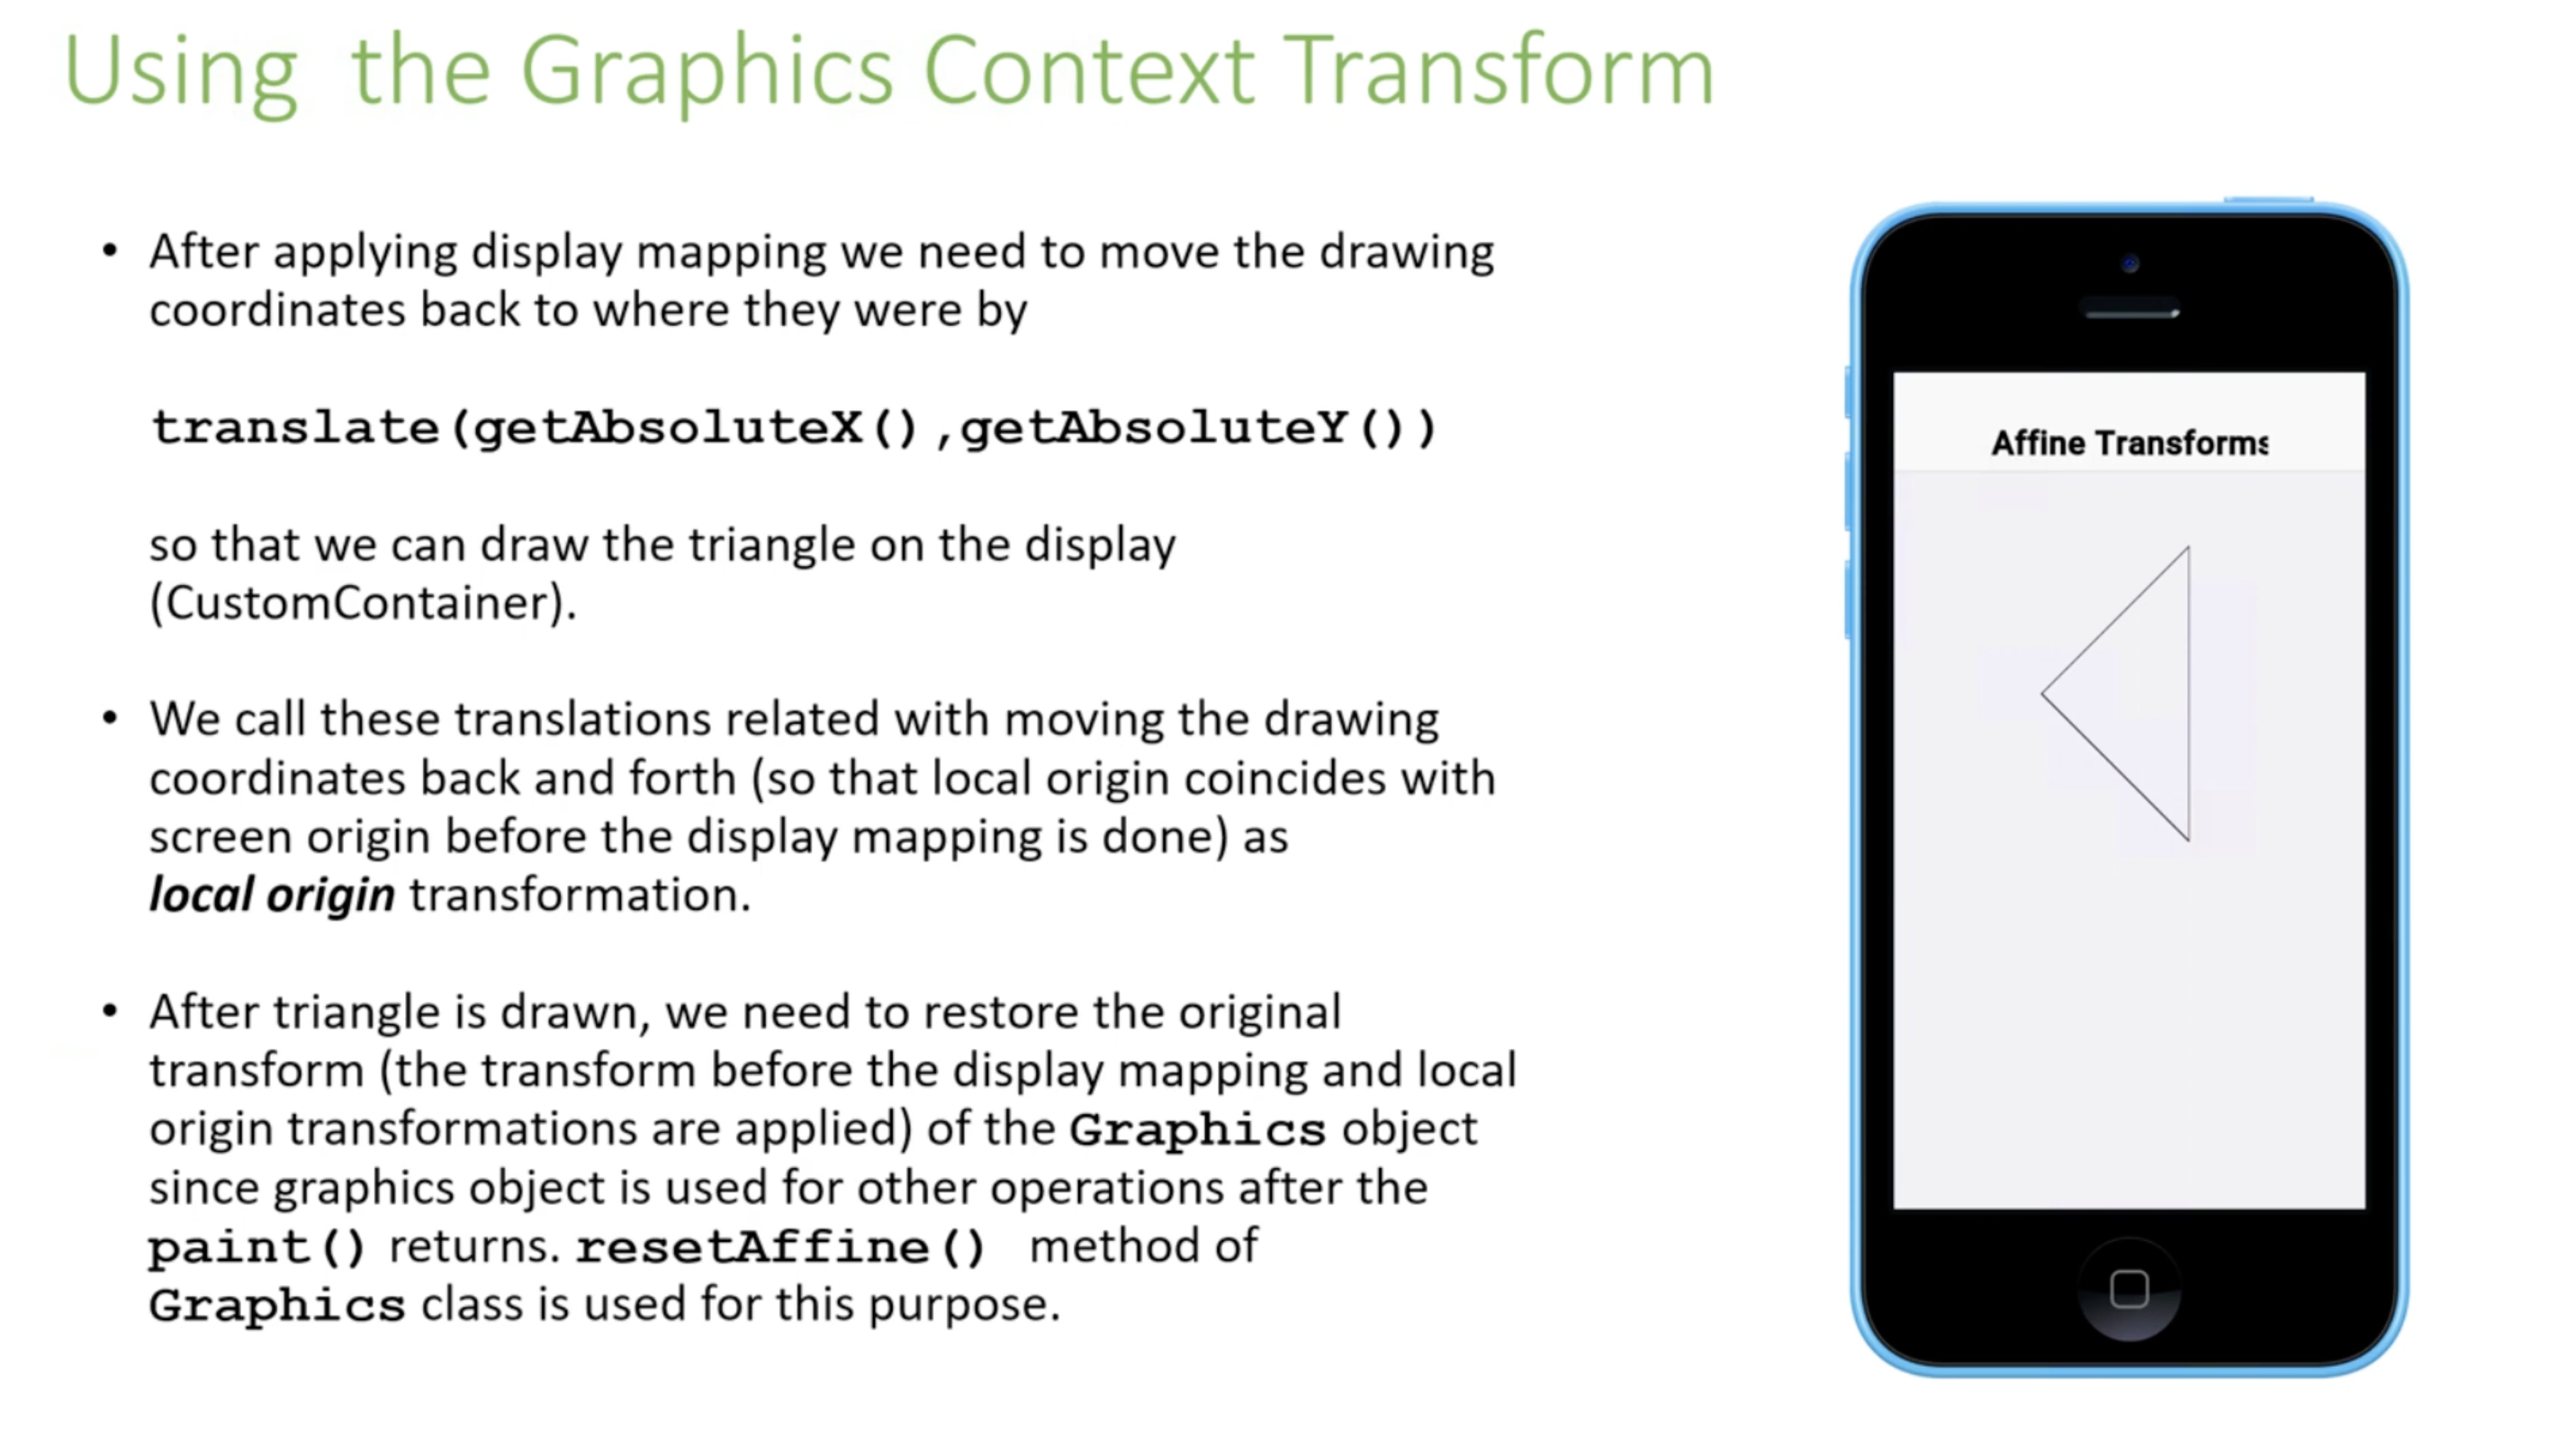 Using  the Graphics Context Transform
• After applying display mapping we need to move the drawing
coordinates back to where they were by
translate(getAbsoluteX(),getAbsoluteY())
so that we can draw the triangle on the display
(CustomContainer).
• We call these translations related with moving the drawing
coordinates back and forth (so that local origin coincides with
screen origin before the display mapping is done) as
local origin transformation.
• After triangle is drawn, we need to restore the original
transform (the transform before the display mapping and local
origin transformations are applied) of the Graphics object
since graphics object is used for other operations after the
paint() returns. resetAffine()  method of
Graphics class is used for this purpose.
Affine Transforms